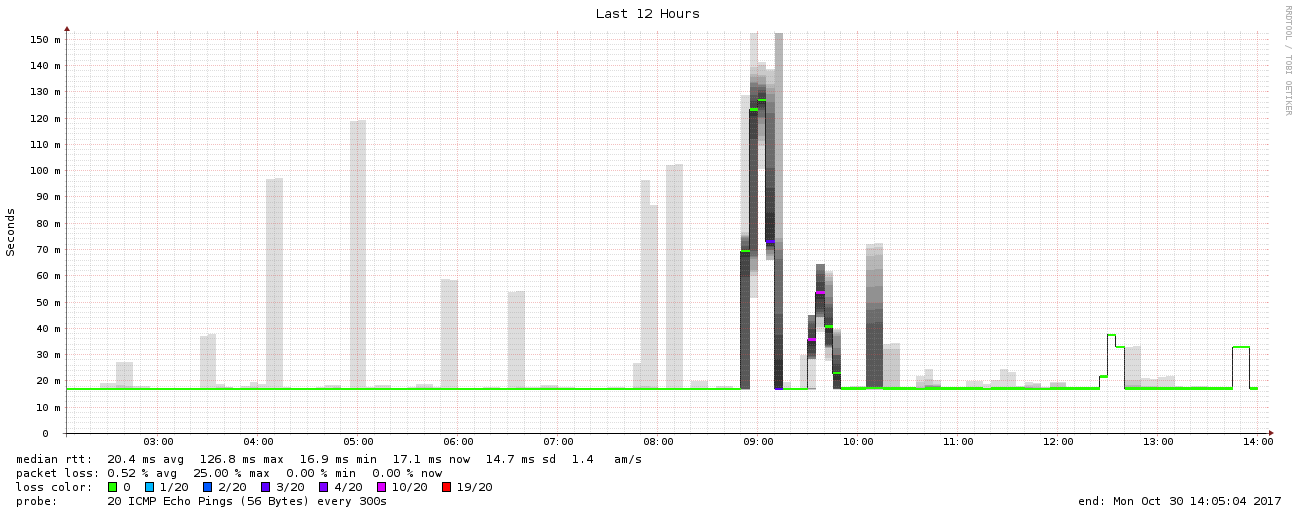 Last 12 Hours
RRDTOOL / TOBI OETIKER
Seconds
150 m
140 m
130 m
120 m
110 m
100 m
90 m
80 m
70 m
60 m
50 m
40 m
30 m
20 m
10 m
0
03:00 04:00 05:00 06:00 07:00 08:00 09:00 10:00 11:00 12:00 13:00 14:00
median rtt: 20.4 ms avg 126.8 ms max 16.9 ms min 17.1 ms now 14.7 ms sd 1.4 am/s
packet loss: 0.52 % avg 25.00 % max 0.00 % min 0.00 % now
loss color: 0 1/20 2/20 3/20 4/20 10/20 19/20
probe: 20 ICMP Echo Pings (56 Bytes) every 300s end: Mon Oct 30 14:05:04 2017